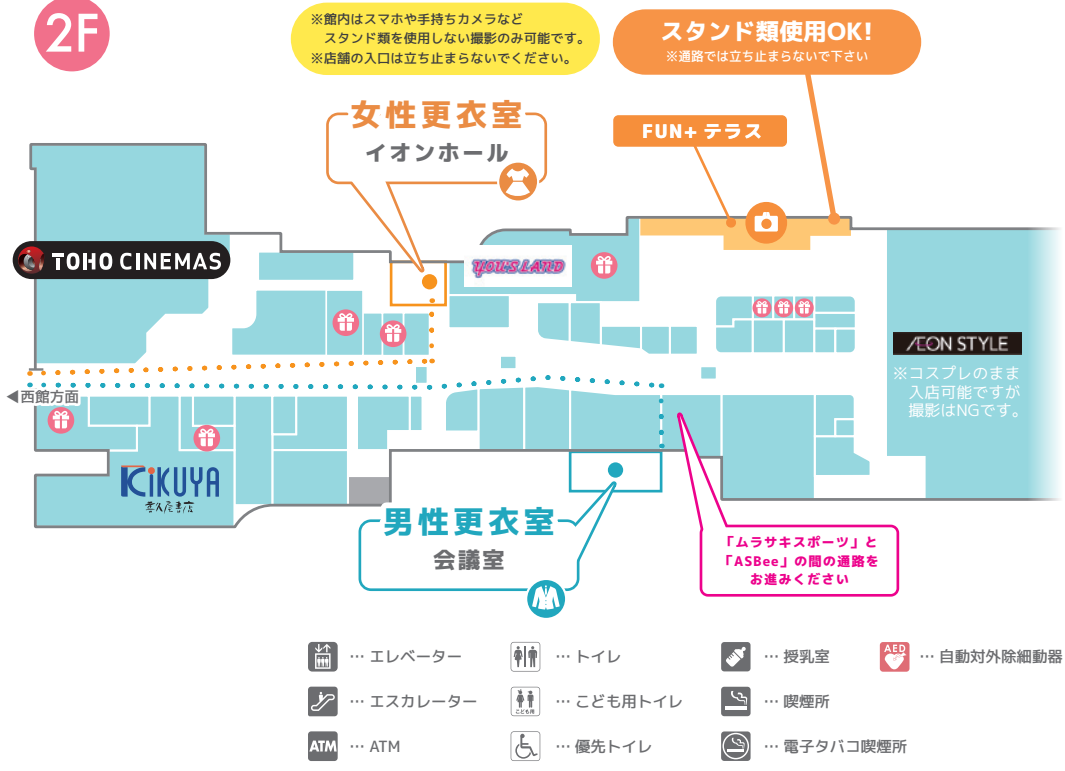 2F
※館内はスマホや手持ちカメラなど
スタンド類を使用しない撮影のみ可能です。
※店舗の入口は立ち止まらないでください。
スタンド類使用OK!
※通路では立ち止まらないで下さい
女性更衣室
イオンホール
FUN+ テラス
TOHO CINEMAS
YOU'S LAND
ÆON STYLE
※コスプレのまま
入店可能ですが
撮影はNGです。
◀西館方面
KiKUYA
喜久屋書店
男性更衣室
会議室
「ムラサキスポーツ」と
「ASBee」の間の通路を
お進みください
… エレベーター
… トイレ
… 授乳室
AED
… 自動対外除細動器
… エスカレーター
こども用
… こども用トイレ
… 喫煙所
ATM
… ATM
… 優先トイレ
… 電子タバコ喫煙所